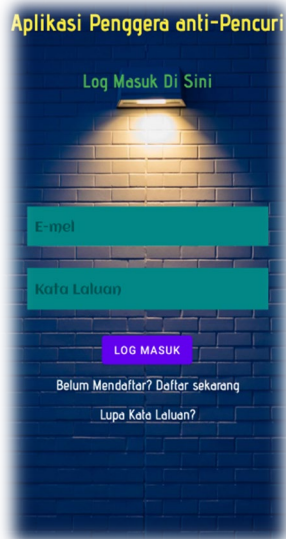 Aplikasi Penggera anti-Pencuri
Log Masuk Di Sini
E-mel
Kata Laluan
LOG MASUK
Belum Mendaftar? Daftar sekarang
Lupa Kata Laluan?